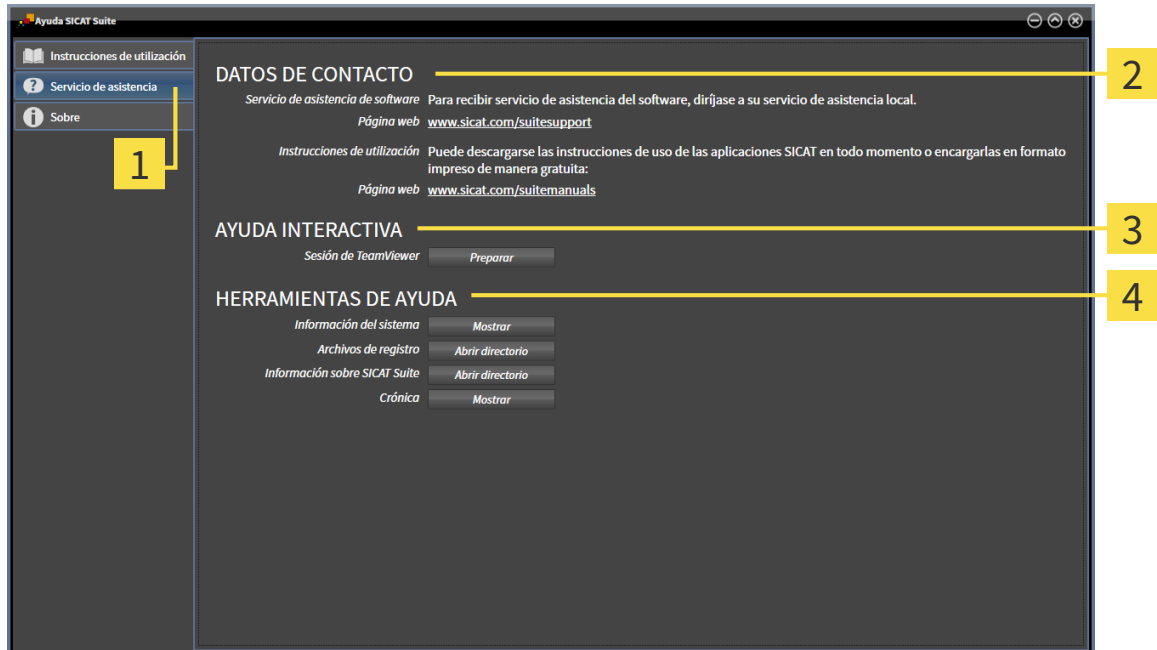 Ayuda SICAT Suite
Instrucciones de utilización
Servicio de asistencia
Sobre
1
DATOS DE CONTACTO
2
Servicio de asistencia de software Para recibir servicio de asistencia del software, diríjase a su servicio de asistencia local.
Página web www.sicat.com/suitesupport
Instrucciones de utilización Puede descargarse las instrucciones de uso de las aplicaciones SICAT en todo momento o encargarlas en formato
impreso de manera gratuita:
Página web www.sicat.com/suitemanuals
AYUDA INTERACTIVA
3
Sesión de TeamViewer Preparar
HERRAMIENTAS DE AYUDA
4
Información del sistema Mostrar
Archivos de registro Abrir directorio
Información sobre SICAT Suite Abrir directorio
Crónica Mostrar